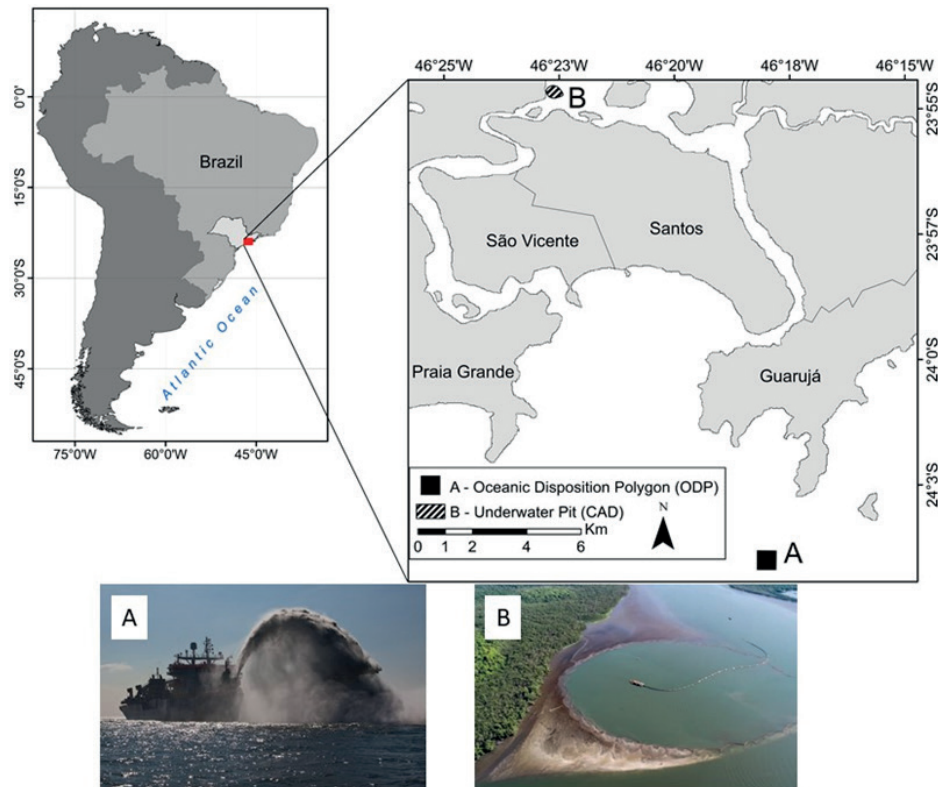 46°25'W 46°23'W 46°20'W 46°18'W 46°15'W
0°0'
15°0'S
30°0'S
45°0'S
75°0'W 60°0'W 45°0'W
Brazil
Atlantic Ocean
B
23°55'S
23°57'S
24°0'S
24°3'S
São Vicente
Santos
Praia Grande
Guarujá
A - Oceanic Disposition Polygon (ODP)
B - Underwater Pit (CAD)
Km
0 1 2 4 6
N
A
A
B